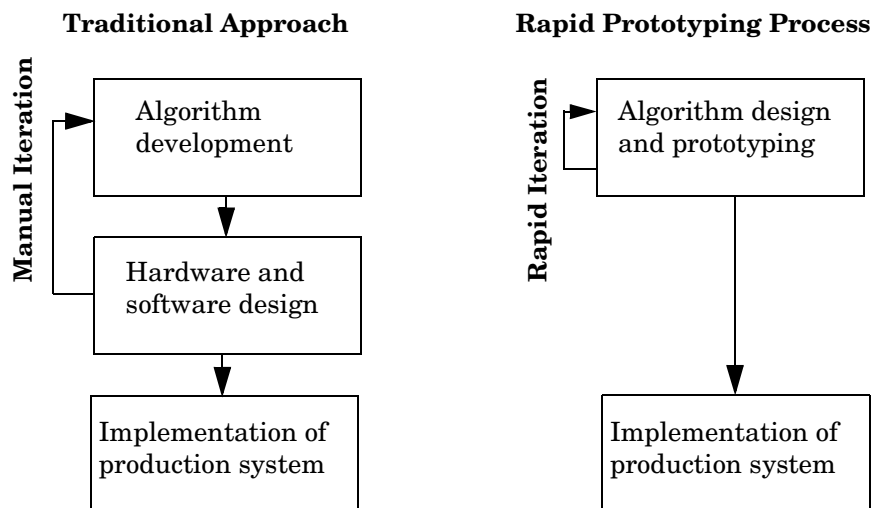 Traditional Approach
Manual Iteration
Algorithm
development
Hardware and
software design
Implementation of
production system
Rapid Prototyping Process
Rapid Iteration
Algorithm design
and prototyping
Implementation of
production system